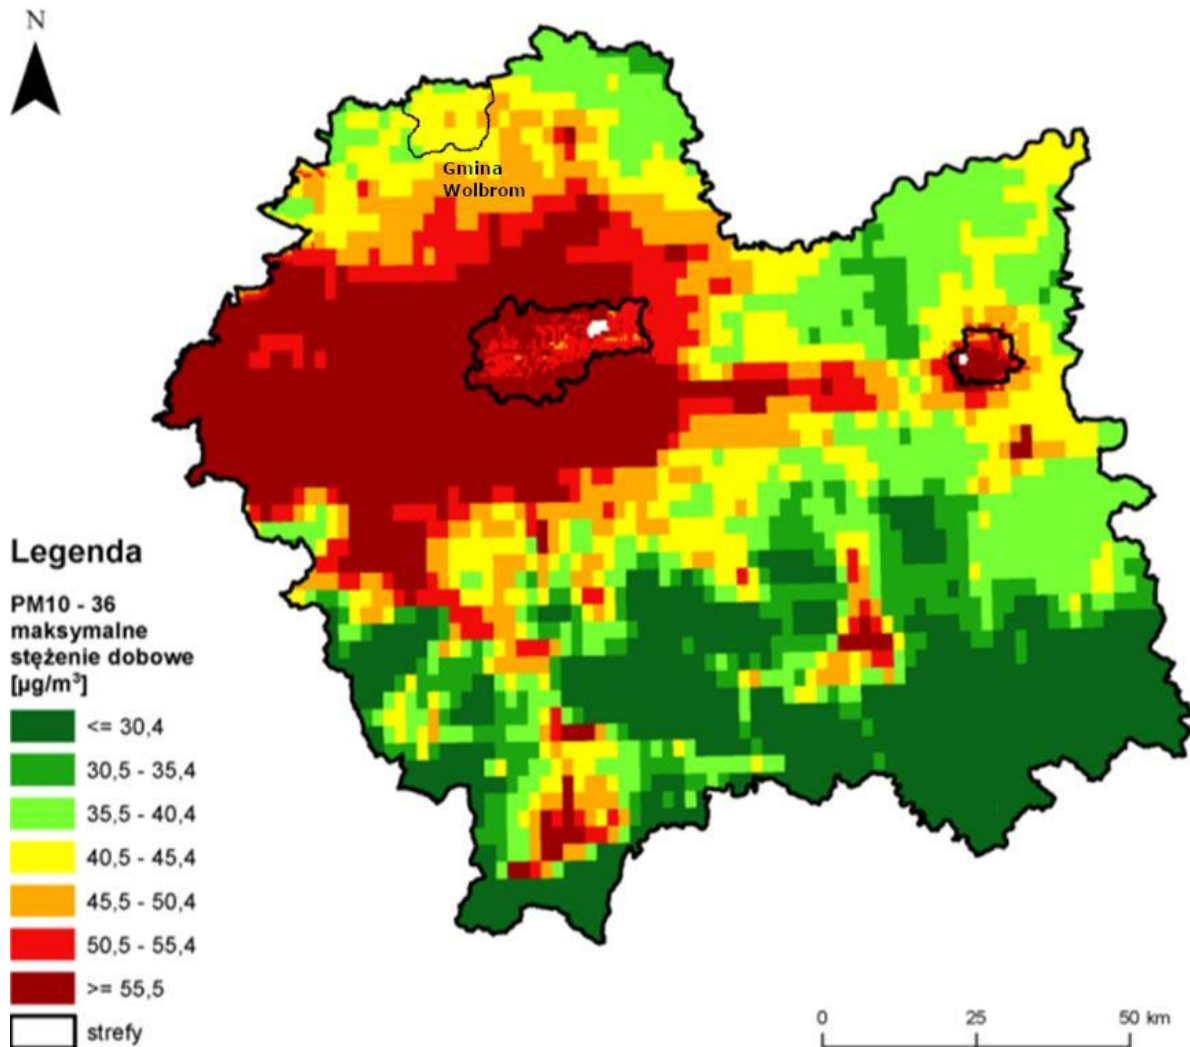 N
Gmina
Wolbrom
Legenda
PM10 - 36
maksymalne
stężenie dobowe
[µg/m³]
<= 30,4
30,5 - 35,4
35,5 - 40,4
40,5 - 45,4
45,5 - 50,4
50,5 - 55,4
>= 55,5
strefy
0 25 50 km